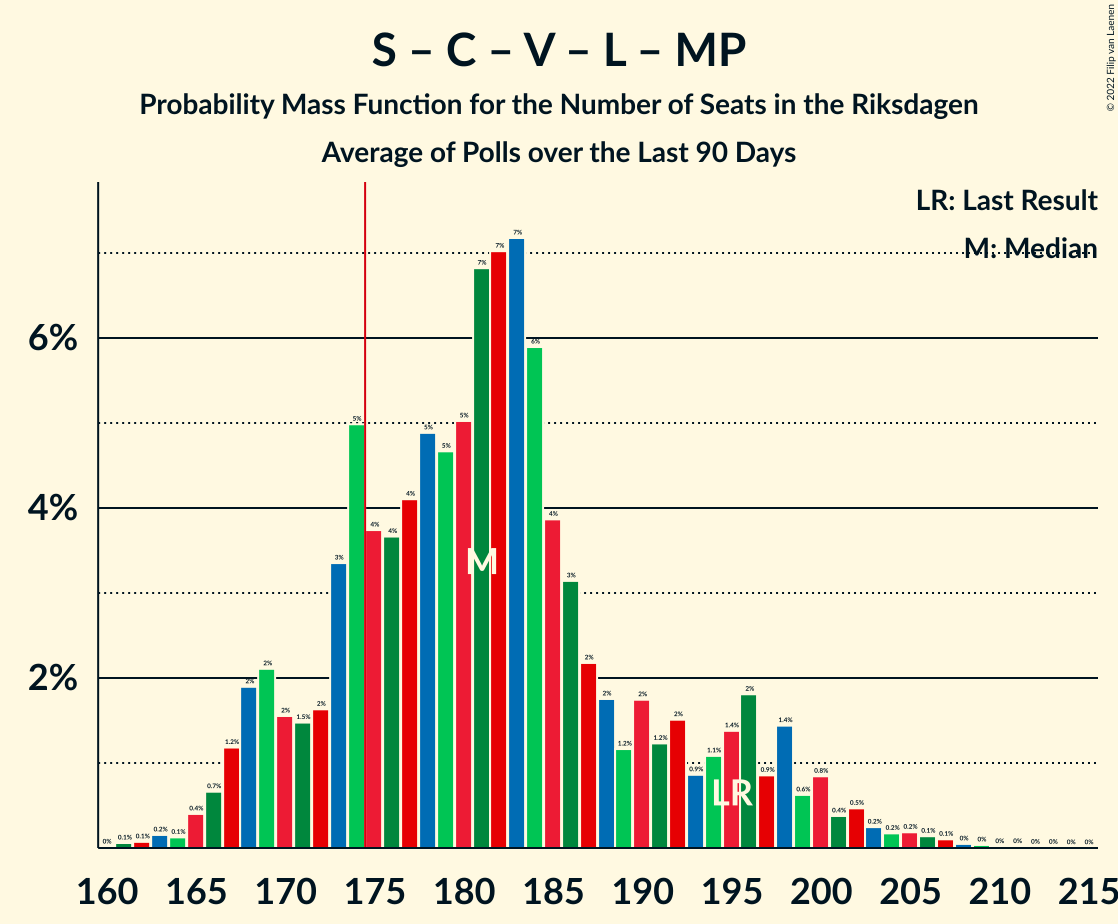 S – C – V – L – MP
Probability Mass Function for the Number of Seats in the Riksdagen
Average of Polls over the Last 90 Days
© 2022 Filip van Laenen
LR: Last Result
M: Median
6%
4%
2%
0% 0.1% 0.1% 0.2% 0.1% 0.4% 0.7% 1.2% 2% 2% 2% 1.5% 2% 3% 5% 4% 4% 4% 5% 5% 5% 7% 7% 7% 6% 4% 3% 2% 2% 1.2% 2% 1.2% 2% 0.9% 1.1% 1.4% 2% 0.9% 1.4% 0.6% 0.8% 0.4% 0.5% 0.2% 0.2% 0.2% 0.1% 0.1% 0% 0% 0% 0% 0% 0% 0% 0%
M
LR
160 165 170 175 180 185 190 195 200 205 210 215